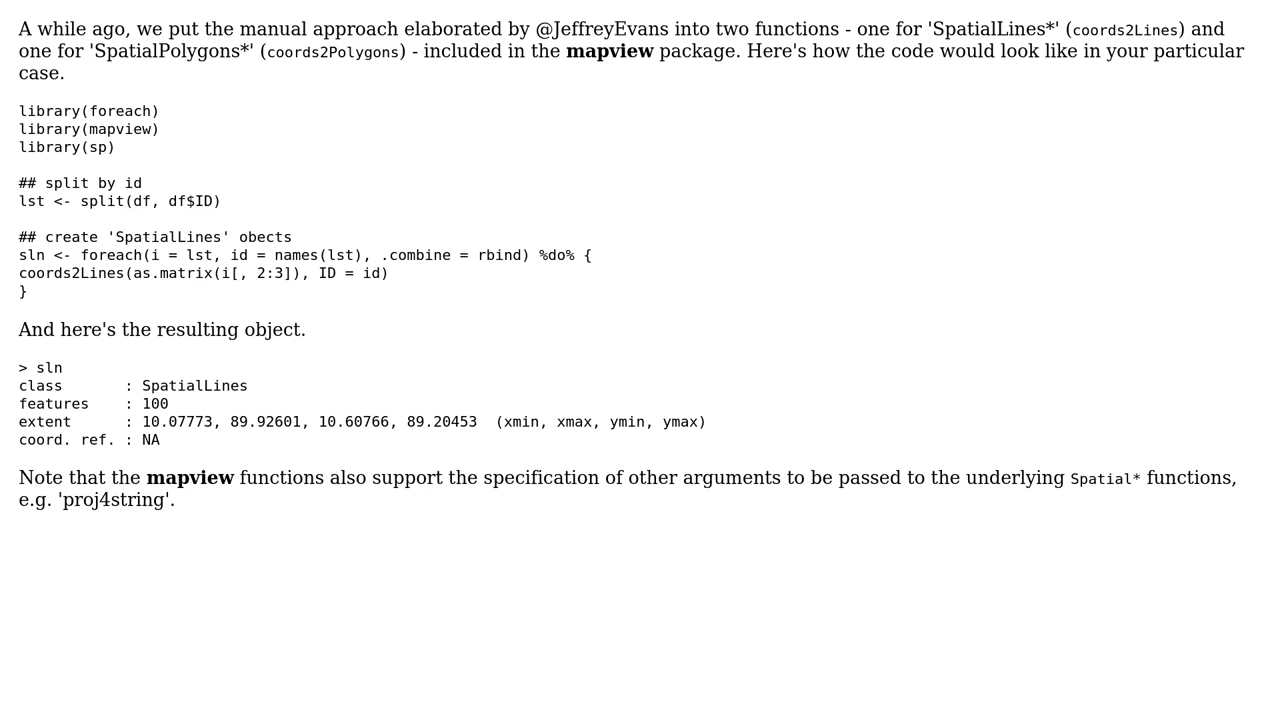 A while ago, we put the manual approach elaborated by @JeffreyEvans into two functions - one for 'SpatialLines*' (coords2Lines) and
one for 'SpatialPolygons*' (coords2Polygons) - included in the mapview package. Here's how the code would look like in your particular
case.
library(foreach)
library(mapview)
library(sp)
## split by id
lst <- split(df, df$ID)
## create 'SpatialLines' obects
sln <- foreach(i = lst, id = names(lst), .combine = rbind) %do% {
coords2Lines(as.matrix(i[, 2:3]), ID = id)
}
And here's the resulting object.
> sln
class       : SpatialLines
features    : 100
extent      : 10.07773, 89.92601, 10.60766, 89.20453  (xmin, xmax, ymin, ymax)
coord. ref. : NA
Note that the mapview functions also support the specification of other arguments to be passed to the underlying Spatial* functions,
e.g. 'proj4string'.